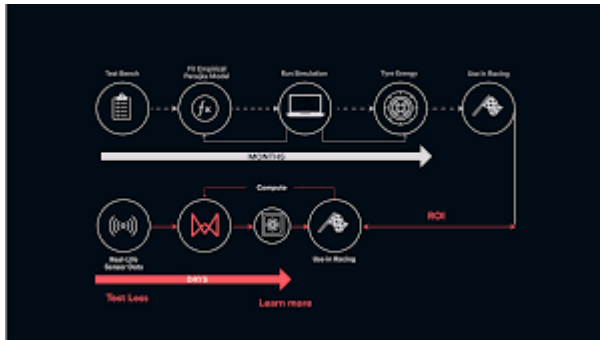 Test Bench
Fit Empirical
Pacejka Model
Run Simulation
Tyre Energy
Use in Racing
fx
MONTHS
Compute
ROI
Real-Life
Sensor Data
Use in Racing
DAYS
Test Less
Learn more